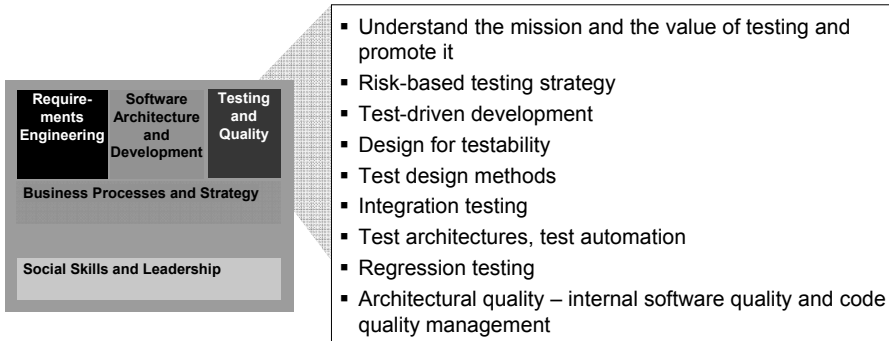 Require-
ments
Engineering
Software
Architecture
and
Development
Testing
and
Quality
Business Processes and Strategy
Social Skills and Leadership
▪ Understand the mission and the value of testing and
promote it
▪ Risk-based testing strategy
▪ Test-driven development
▪ Design for testability
▪ Test design methods
▪ Integration testing
▪ Test architectures, test automation
▪ Regression testing
▪ Architectural quality – internal software quality and code
quality management